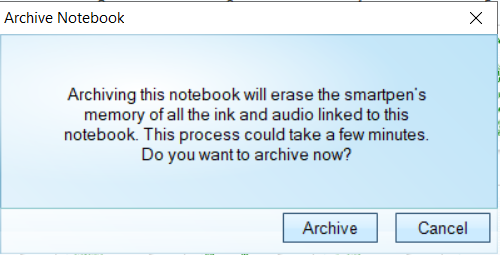 Archive Notebook
Archiving this notebook will erase the smartpen's
memory of all the ink and audio linked to this
notebook. This process could take a few minutes.
Do you want to archive now?
Archive
Cancel